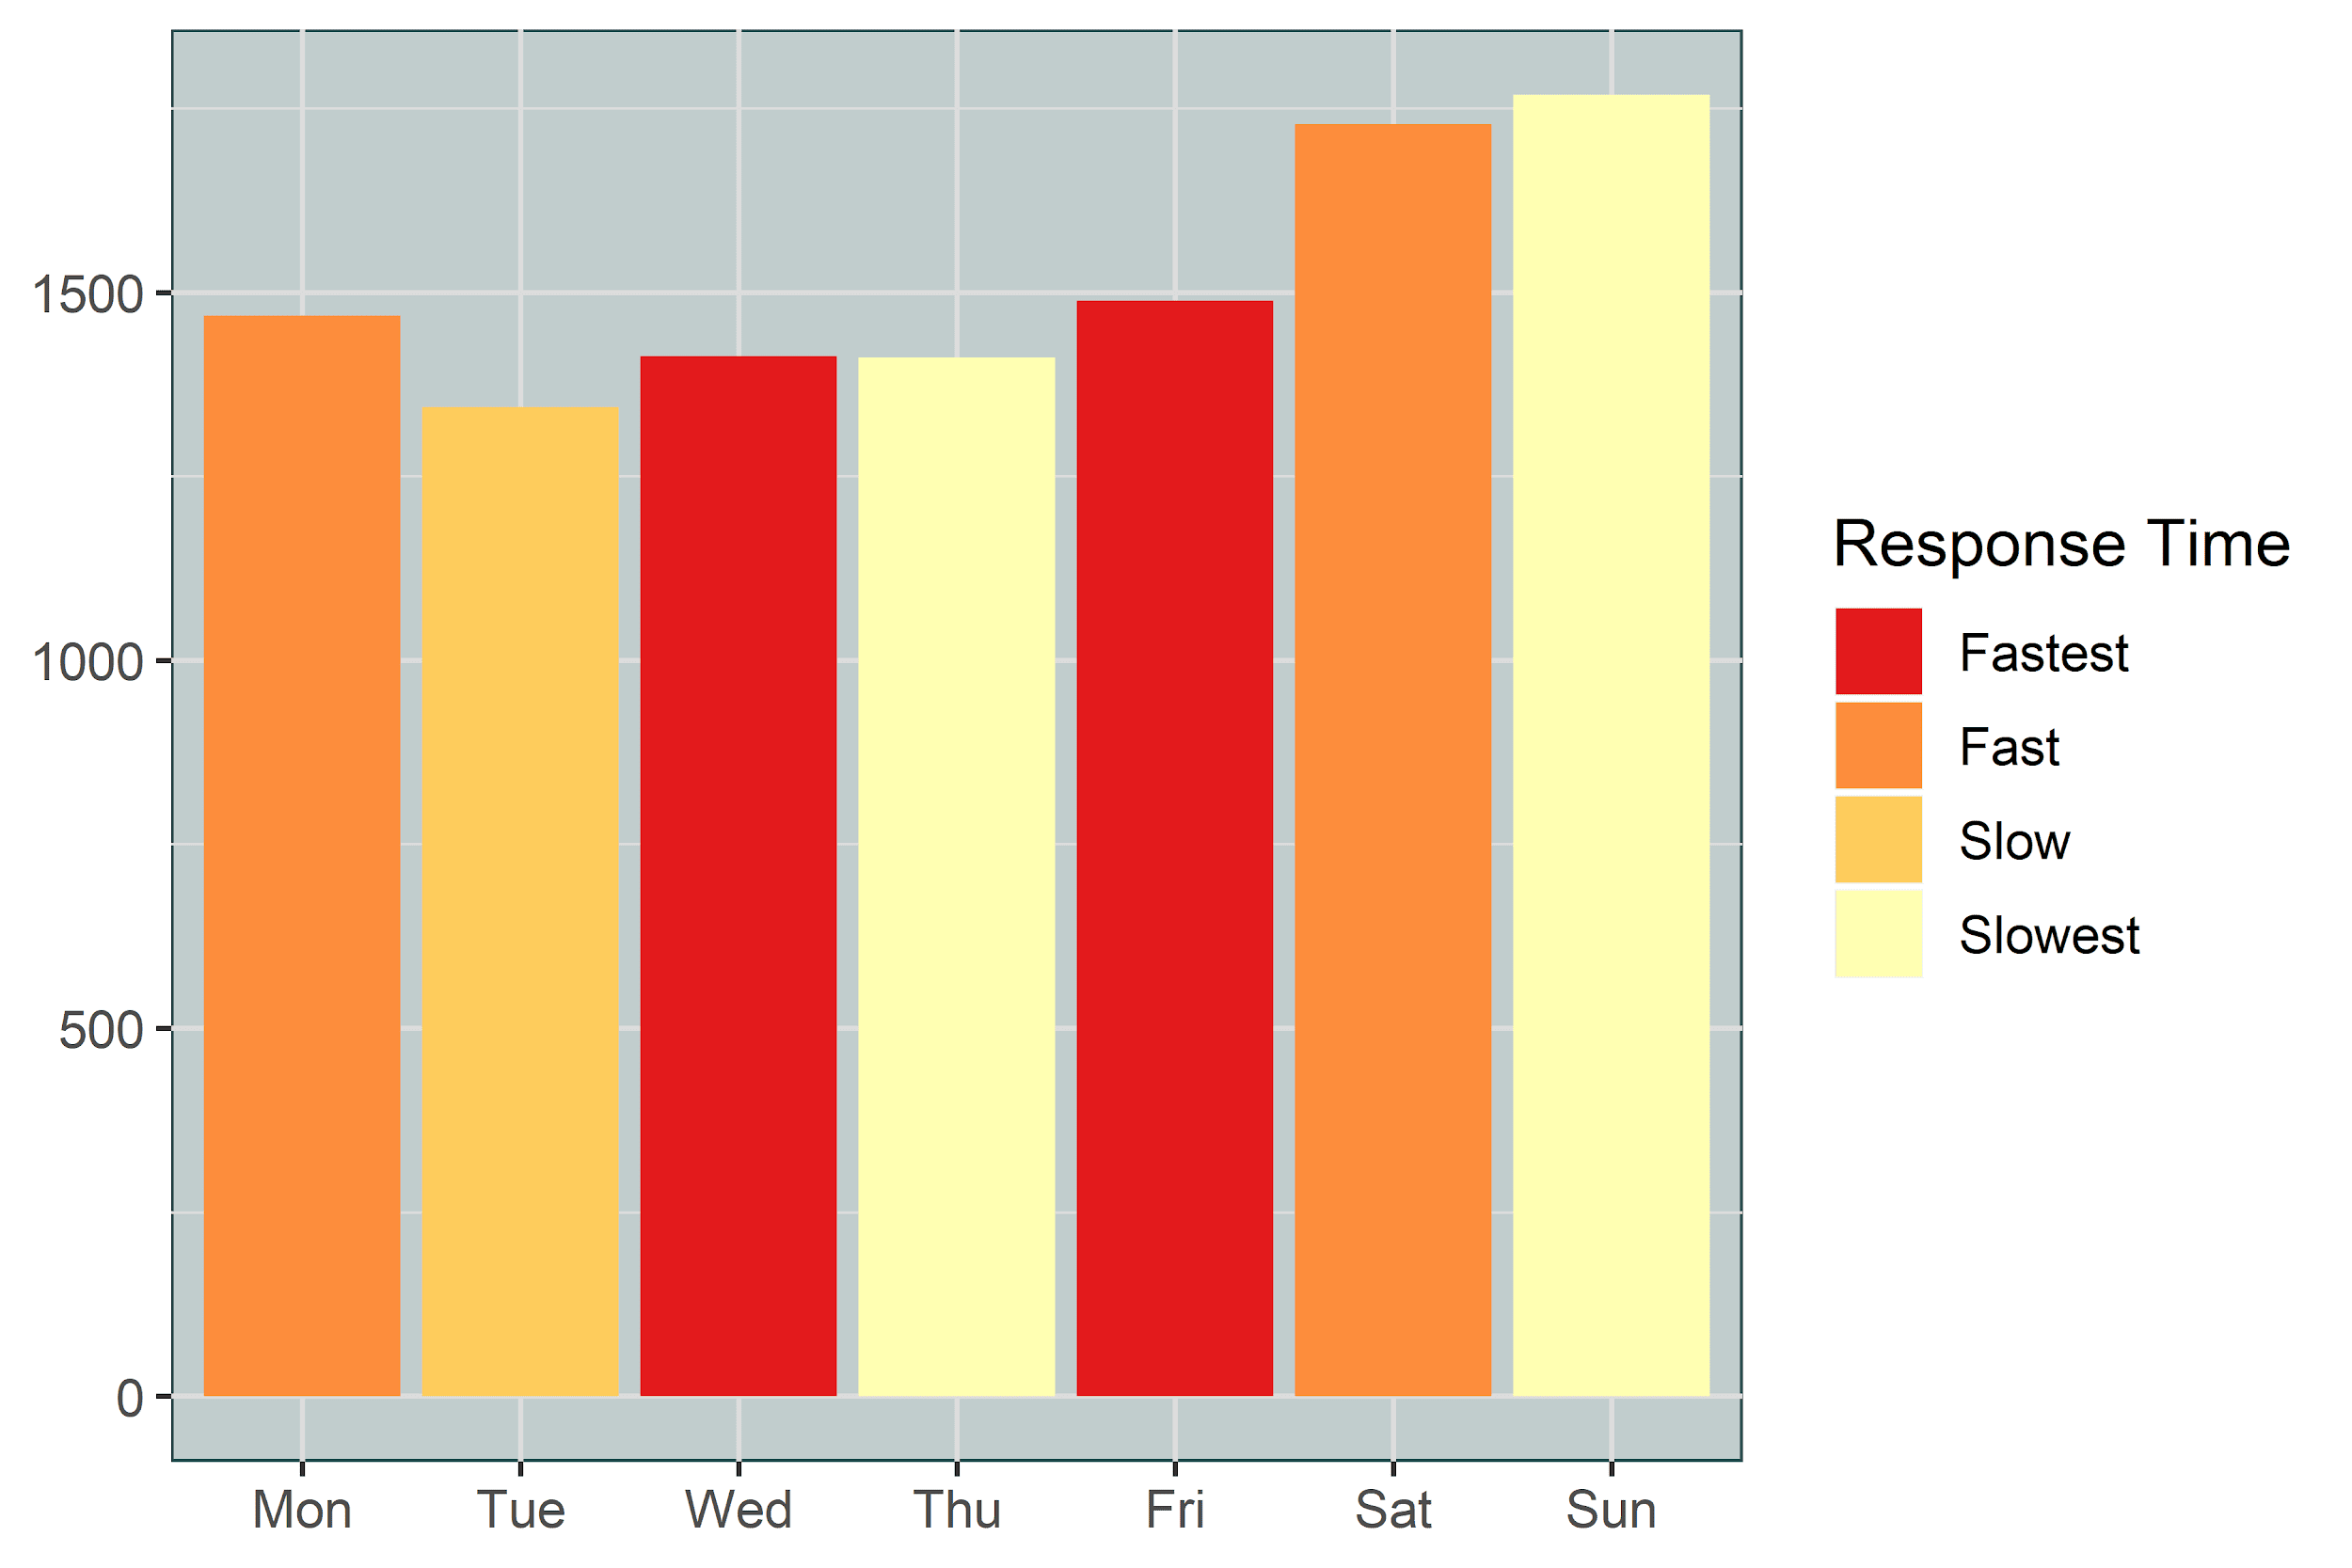 1500
1000
500
0
Mon Tue Wed Thu Fri Sat Sun
Response Time
Fastest
Fast
Slow
Slowest